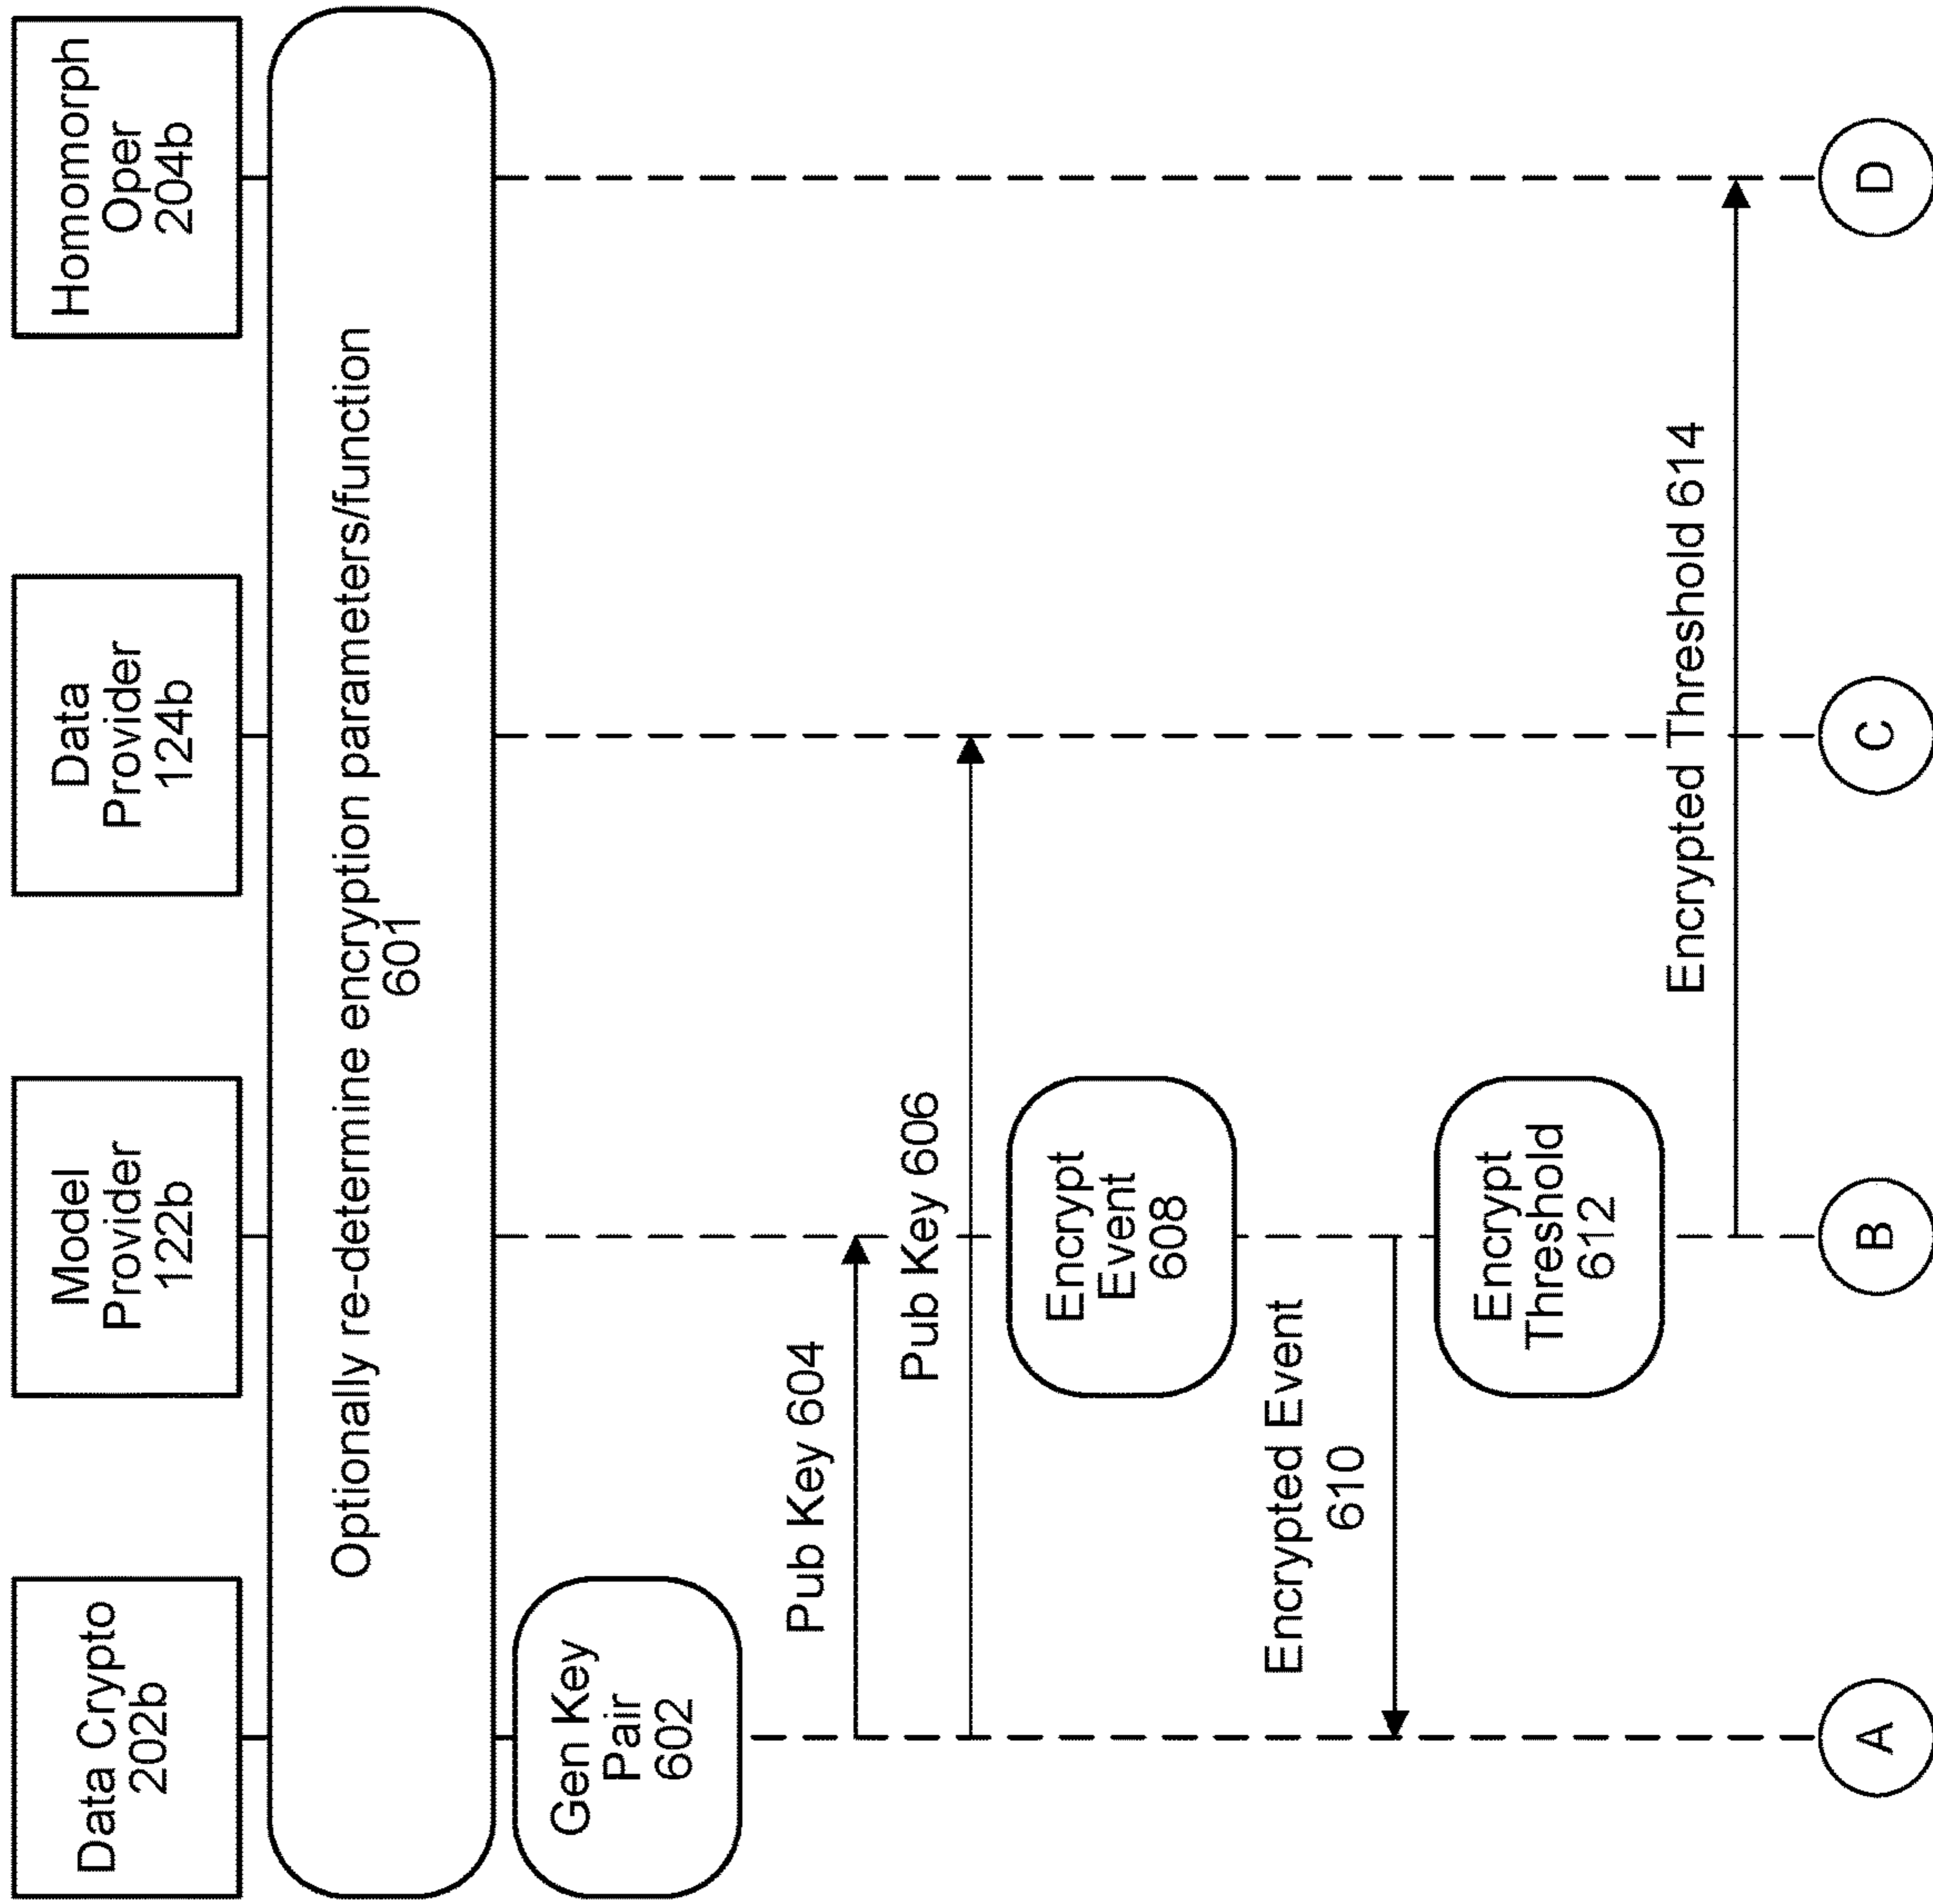 Data Crypto
202b
Model
Provider
122b
Data
Provider
124b
Homomorph
Oper
204b
Optionally re-determine encryption parameters/function
601
Gen Key
Pair
602
Pub Key 604
Pub Key 606
Encrypt
Event
608
Encrypted Event
610
Encrypt
Threshold
612
Encrypted Threshold 614
A
B
C
D